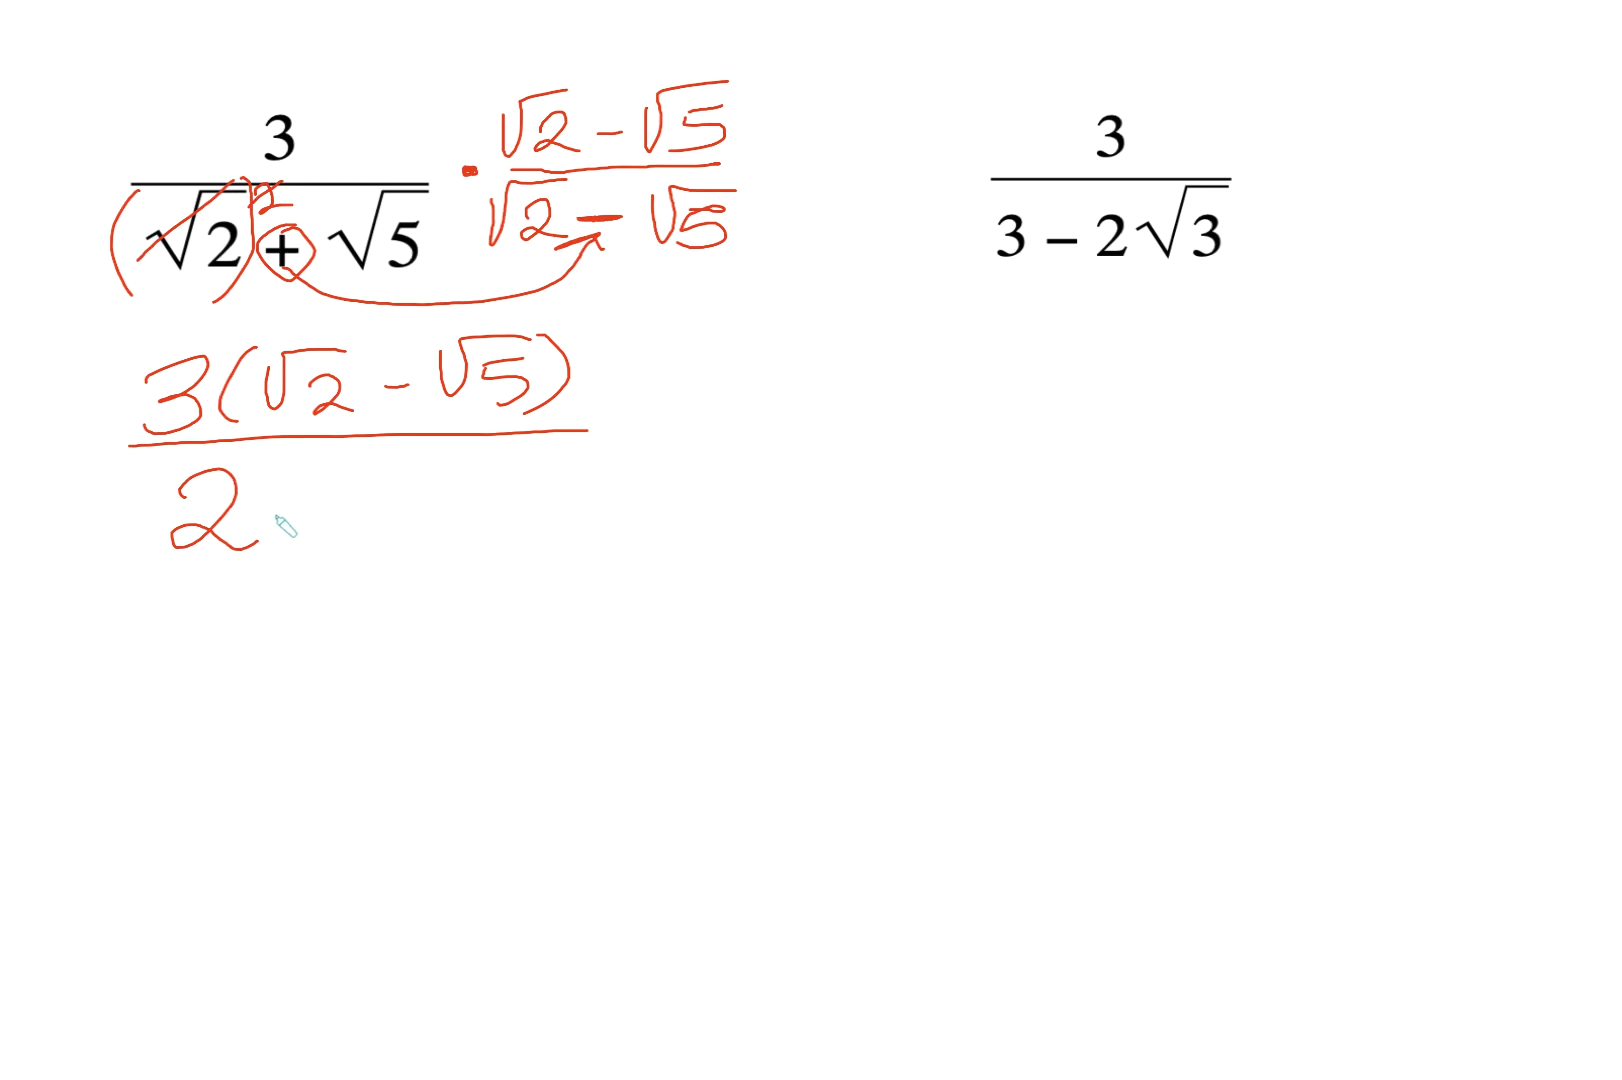 3 / (√2)² + √5 · √2 - √5 / √2 - √5
3(√2 - √5) / 2
3 / 3 - 2√3